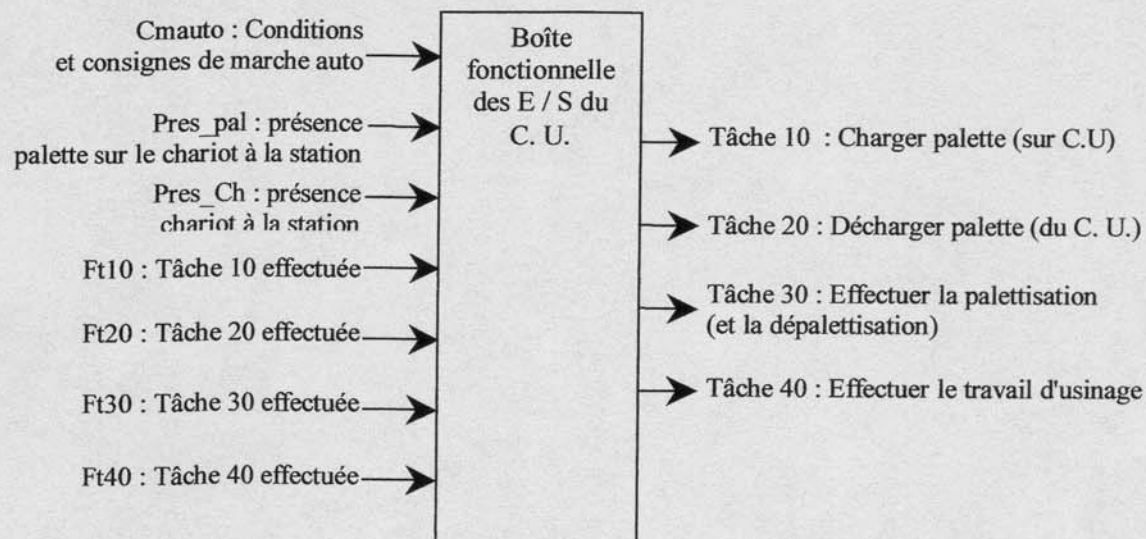 Cmauto : Conditions
et consignes de marche auto
Pres_pal : présence
palette sur le chariot à la station
Pres_Ch : présence
chariot à la station
Ft10 : Tâche 10 effectuée
Ft20 : Tâche 20 effectuée
Ft30 : Tâche 30 effectuée
Ft40 : Tâche 40 effectuée
Boîte
fonctionnelle
des E / S du
C. U.
Tâche 10 : Charger palette (sur C.U)
Tâche 20 : Décharger palette (du C. U.)
Tâche 30 : Effectuer la palettisation
(et la dépalettisation)
Tâche 40 : Effectuer le travail d'usinage